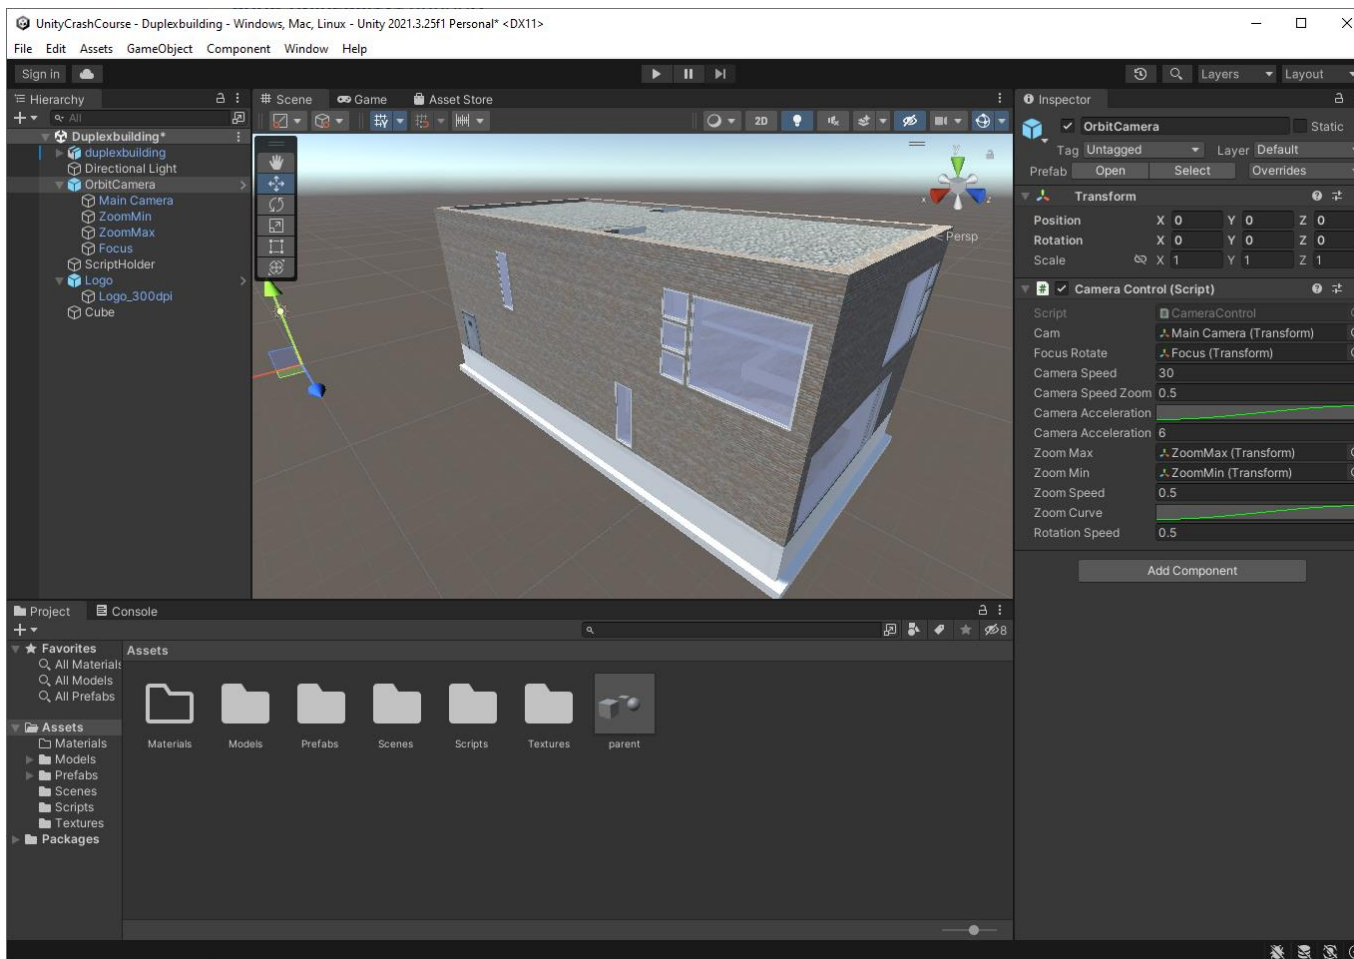 UnityCrashCourse - Duplexbuilding - Windows, Mac, Linux - Unity 2021.3.25f1 Personal* <DX11>
File Edit Assets GameObject Component Window Help
Sign in Layers Layout
Hierarchy
All
Duplexbuilding*
duplexbuilding
Directional Light
OrbitCamera
Main Camera
ZoomMin
ZoomMax
Focus
ScriptHolder
Logo
Logo_300dpi
Cube
Scene Game Asset Store
2D
y
x z
Persp
Inspector
OrbitCamera Static
Tag Untagged Layer Default
Prefab Open Select Overrides
Transform
Position X 0 Y 0 Z 0
Rotation X 0 Y 0 Z 0
Scale X 1 Y 1 Z 1
# Camera Control (Script)
Script CameraControl
Cam Main Camera (Transform)
Focus Rotate Focus (Transform)
Camera Speed 30
Camera Speed Zoom 0.5
Camera Acceleration
Camera Acceleration 6
Zoom Max ZoomMax (Transform)
Zoom Min ZoomMin (Transform)
Zoom Speed 0.5
Zoom Curve
Rotation Speed 0.5
Add Component
Project Console
8
Favorites
All Materials
All Models
All Prefabs
Assets
Materials
Models
Prefabs
Scenes
Scripts
Textures
Packages
Assets
Materials Models Prefabs Scenes Scripts Textures parent